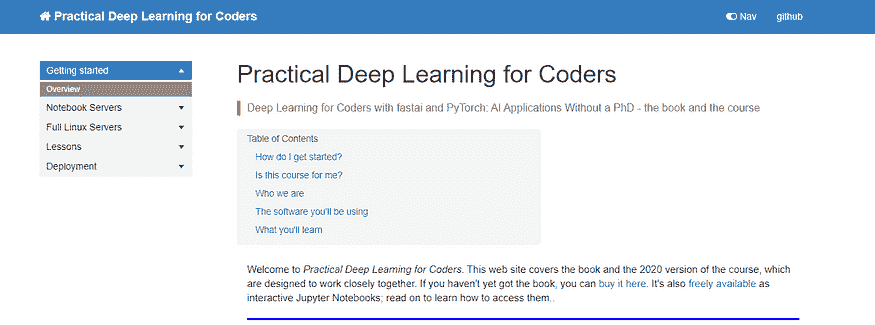 Practical Deep Learning for Coders
Nav
github
Getting started
Overview
Notebook Servers
Full Linux Servers
Lessons
Deployment
Practical Deep Learning for Coders
Deep Learning for Coders with fastai and PyTorch: AI Applications Without a PhD - the book and the course
Table of Contents
How do I get started?
Is this course for me?
Who we are
The software you'll be using
What you'll learn
Welcome to Practical Deep Learning for Coders. This web site covers the book and the 2020 version of the course, which
are designed to work closely together. If you haven't yet got the book, you can buy it here. It's also freely available as
interactive Jupyter Notebooks; read on to learn how to access them..